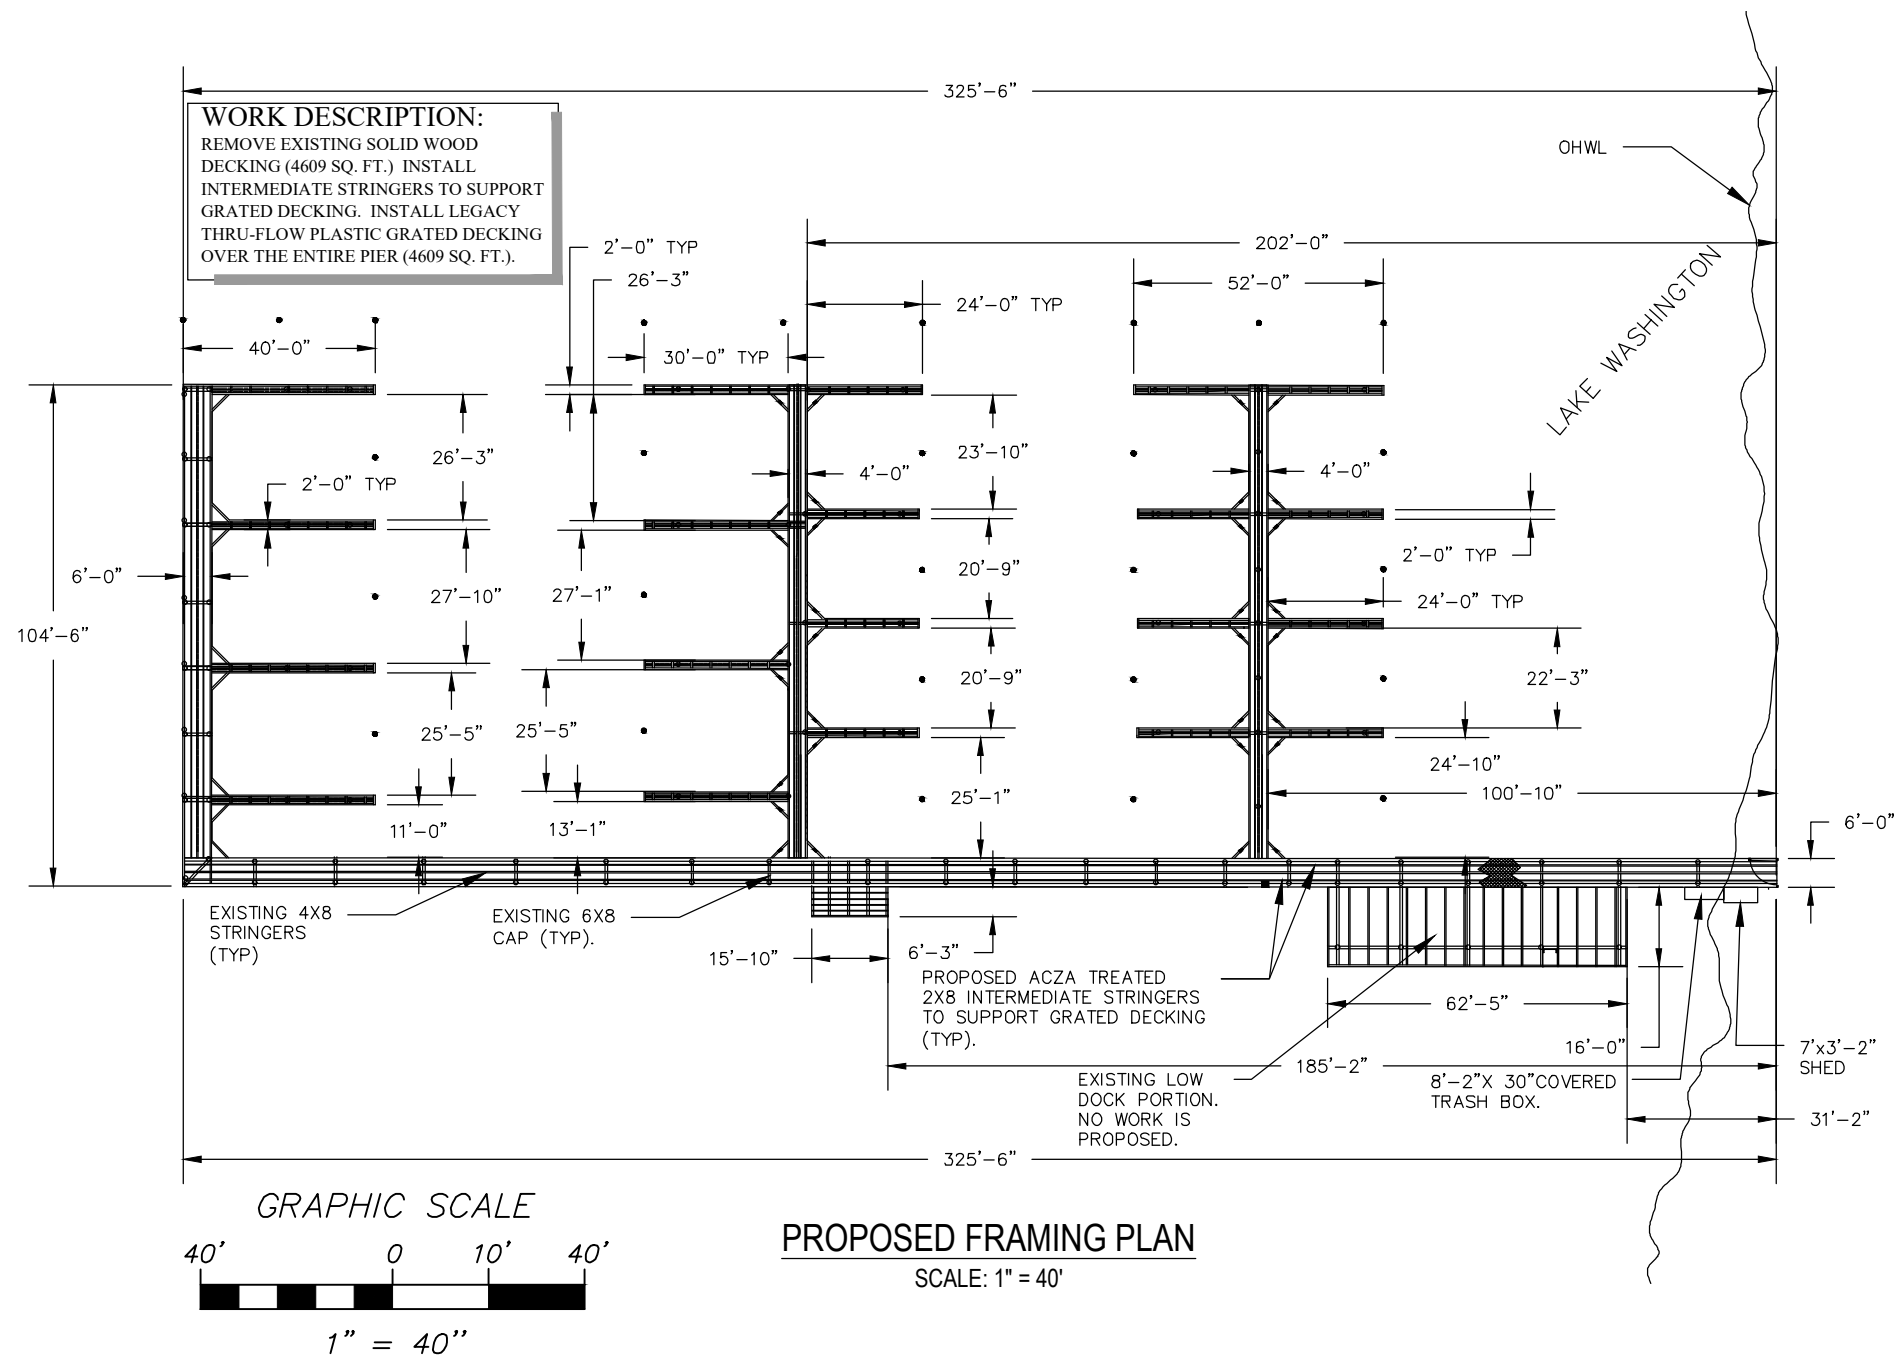 325'-6"
WORK DESCRIPTION:
REMOVE EXISTING SOLID WOOD
DECKING (4609 SQ. FT.) INSTALL
INTERMEDIATE STRINGERS TO SUPPORT
GRATED DECKING. INSTALL LEGACY
THRU-FLOW PLASTIC GRATED DECKING
OVER THE ENTIRE PIER (4609 SQ. FT.).
OHWL
2'-0" TYP
202'-0"
26'-3"
52'-0"
24'-0" TYP
LAKE WASHINGTON
40'-0"
30'-0" TYP
26'-3"
23'-10"
4'-0"
4'-0"
2'-0" TYP
2'-0" TYP
6'-0"
27'-10"
27'-1"
20'-9"
24'-0" TYP
104'-6"
20'-9"
22'-3"
25'-5"
25'-5"
24'-10"
25'-1"
100'-10"
11'-0"
13'-1"
6'-0"
EXISTING 4X8
STRINGERS
(TYP)
EXISTING 6X8
CAP (TYP).
15'-10"
6'-3"
PROPOSED ACZA TREATED
2X8 INTERMEDIATE STRINGERS
TO SUPPORT GRATED DECKING
(TYP).
62'-5"
16'-0"
7'x3'-2"
SHED
185'-2"
EXISTING LOW
DOCK PORTION.
NO WORK IS
PROPOSED.
8'-2"X 30"COVERED
TRASH BOX.
31'-2"
325'-6"
GRAPHIC SCALE
40' 0 10' 40'
1" = 40''
PROPOSED FRAMING PLAN
SCALE: 1" = 40'